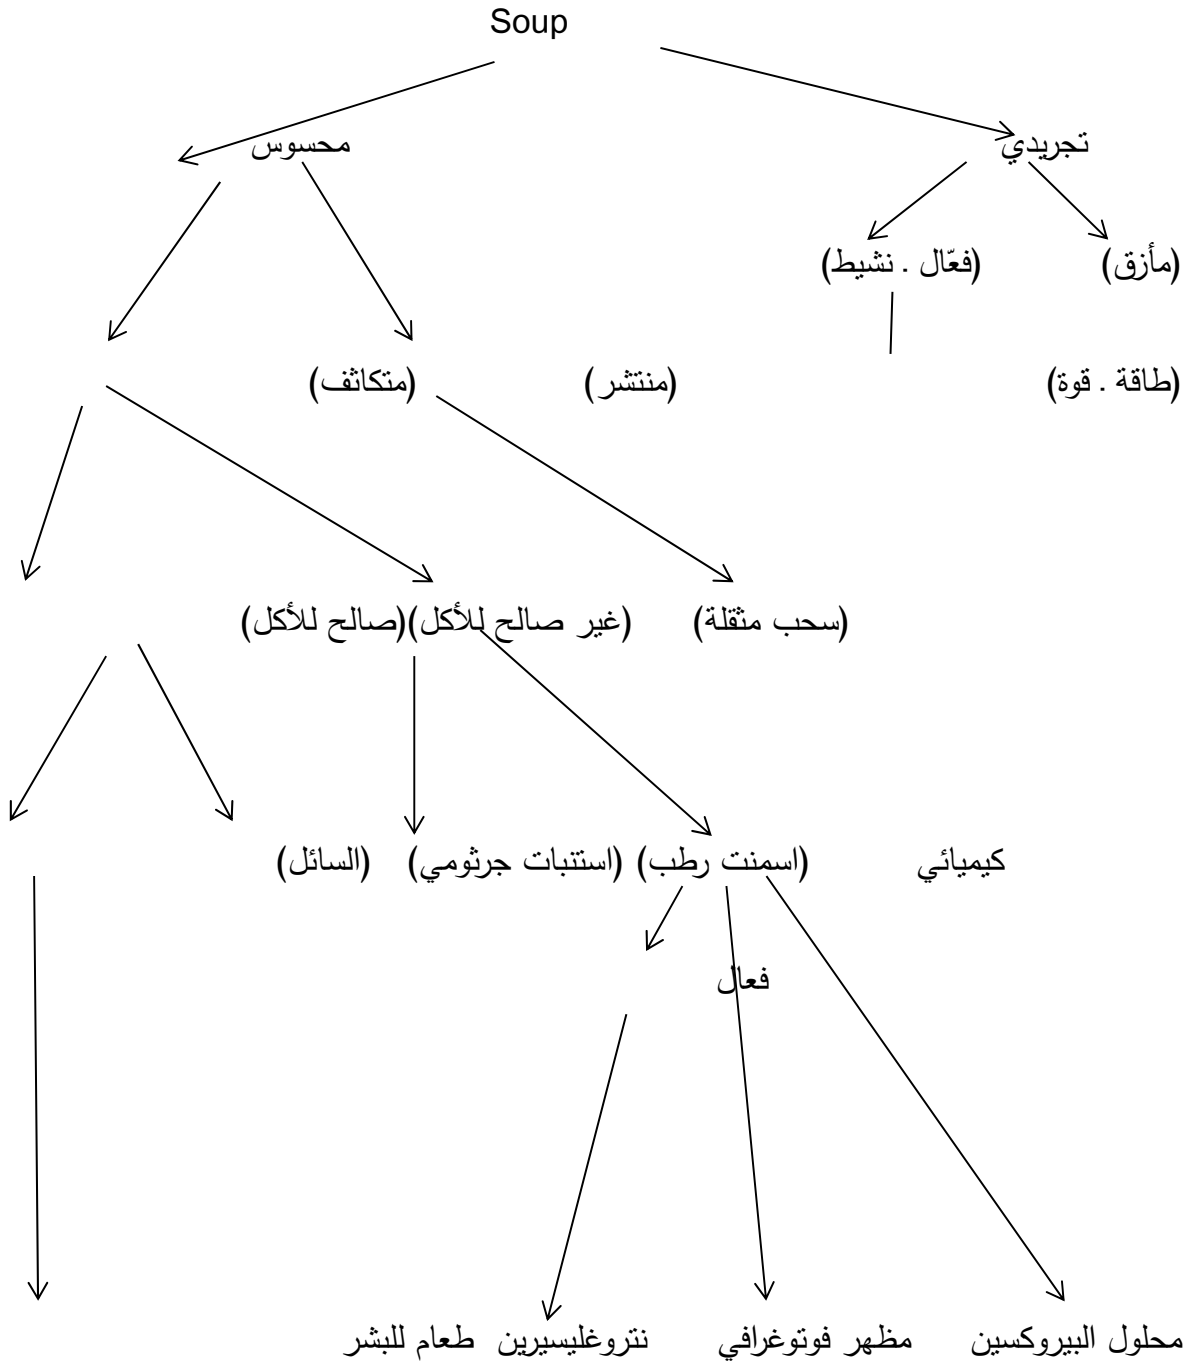 Soup
محسوس تجريدي
(فعّال . نشيط) (مأزق)
(متكاثف) (منتشر) (طاقة . قوة)
(صالح للأكل)(غير صالح للأكل) (سحب مثقلة)
(السائل) (استنبات جرثومي) (اسمنت رطب) كيميائي
فعال
نتروغليسيرين طعام للبشر مظهر فوتوغرافي محلول البيروكسين